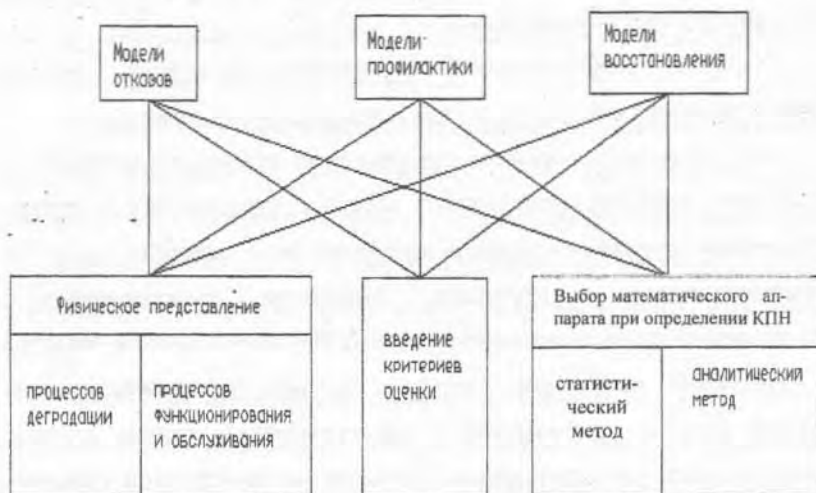 Модели
отказов
Модели
профилактики
Модели
восстановления
Физическое представление
процессов
деградации
процессов
функционирования
и обслуживания
введение
критериев
оценки
Выбор математического ап-
парата при определении КПН
статисти-
ческий
метод
аналитический
метод